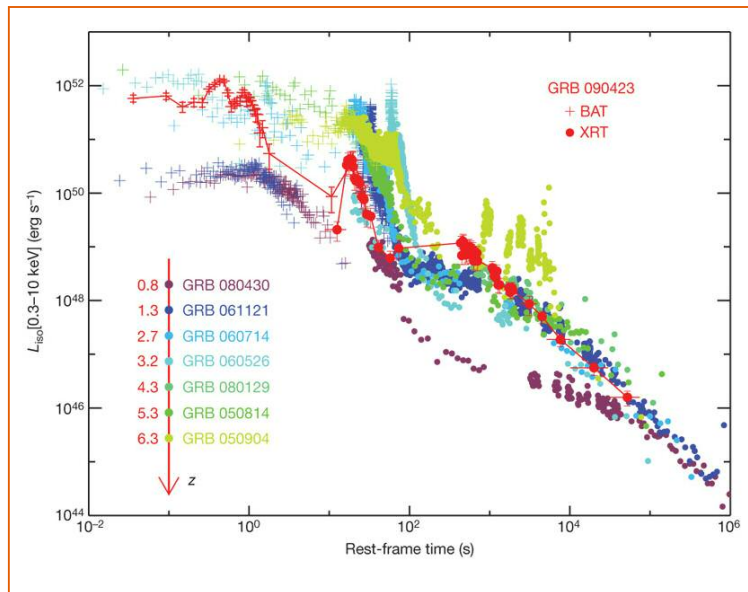 10^52
10^50
10^48
10^46
10^44
L_iso[0.3–10 keV] (erg s^−1)
GRB 090423
BAT
XRT
0.8 GRB 080430
1.3 GRB 061121
2.7 GRB 060714
3.2 GRB 060526
4.3 GRB 080129
5.3 GRB 050814
6.3 GRB 050904
z
10^−2 10^0 10^2 10^4 10^6
Rest-frame time (s)